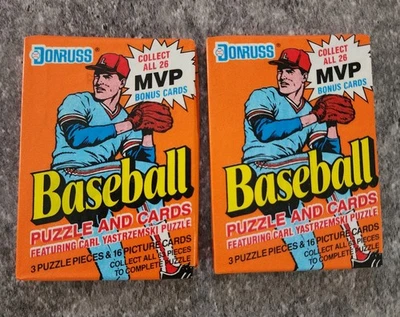 DONRUSS
COLLECT
ALL 26
MVP
BONUS CARDS
Baseball
PUZZLE AND CARDS
FEATURING CARL YASTRZEMSKI PUZZLE
3 PUZZLE PIECES & 16 PICTURE CARDS
COLLECT ALL 63 PIECES
TO COMPLETE PUZZLE
DONRUSS
COLLECT
ALL 26
MVP
BONUS CARDS
Baseball
PUZZLE AND CARDS
FEATURING CARL YASTRZEMSKI PUZZLE
3 PUZZLE PIECES & 16 PICTURE CARDS
COLLECT ALL 63 PIECES
TO COMPLETE PUZZLE